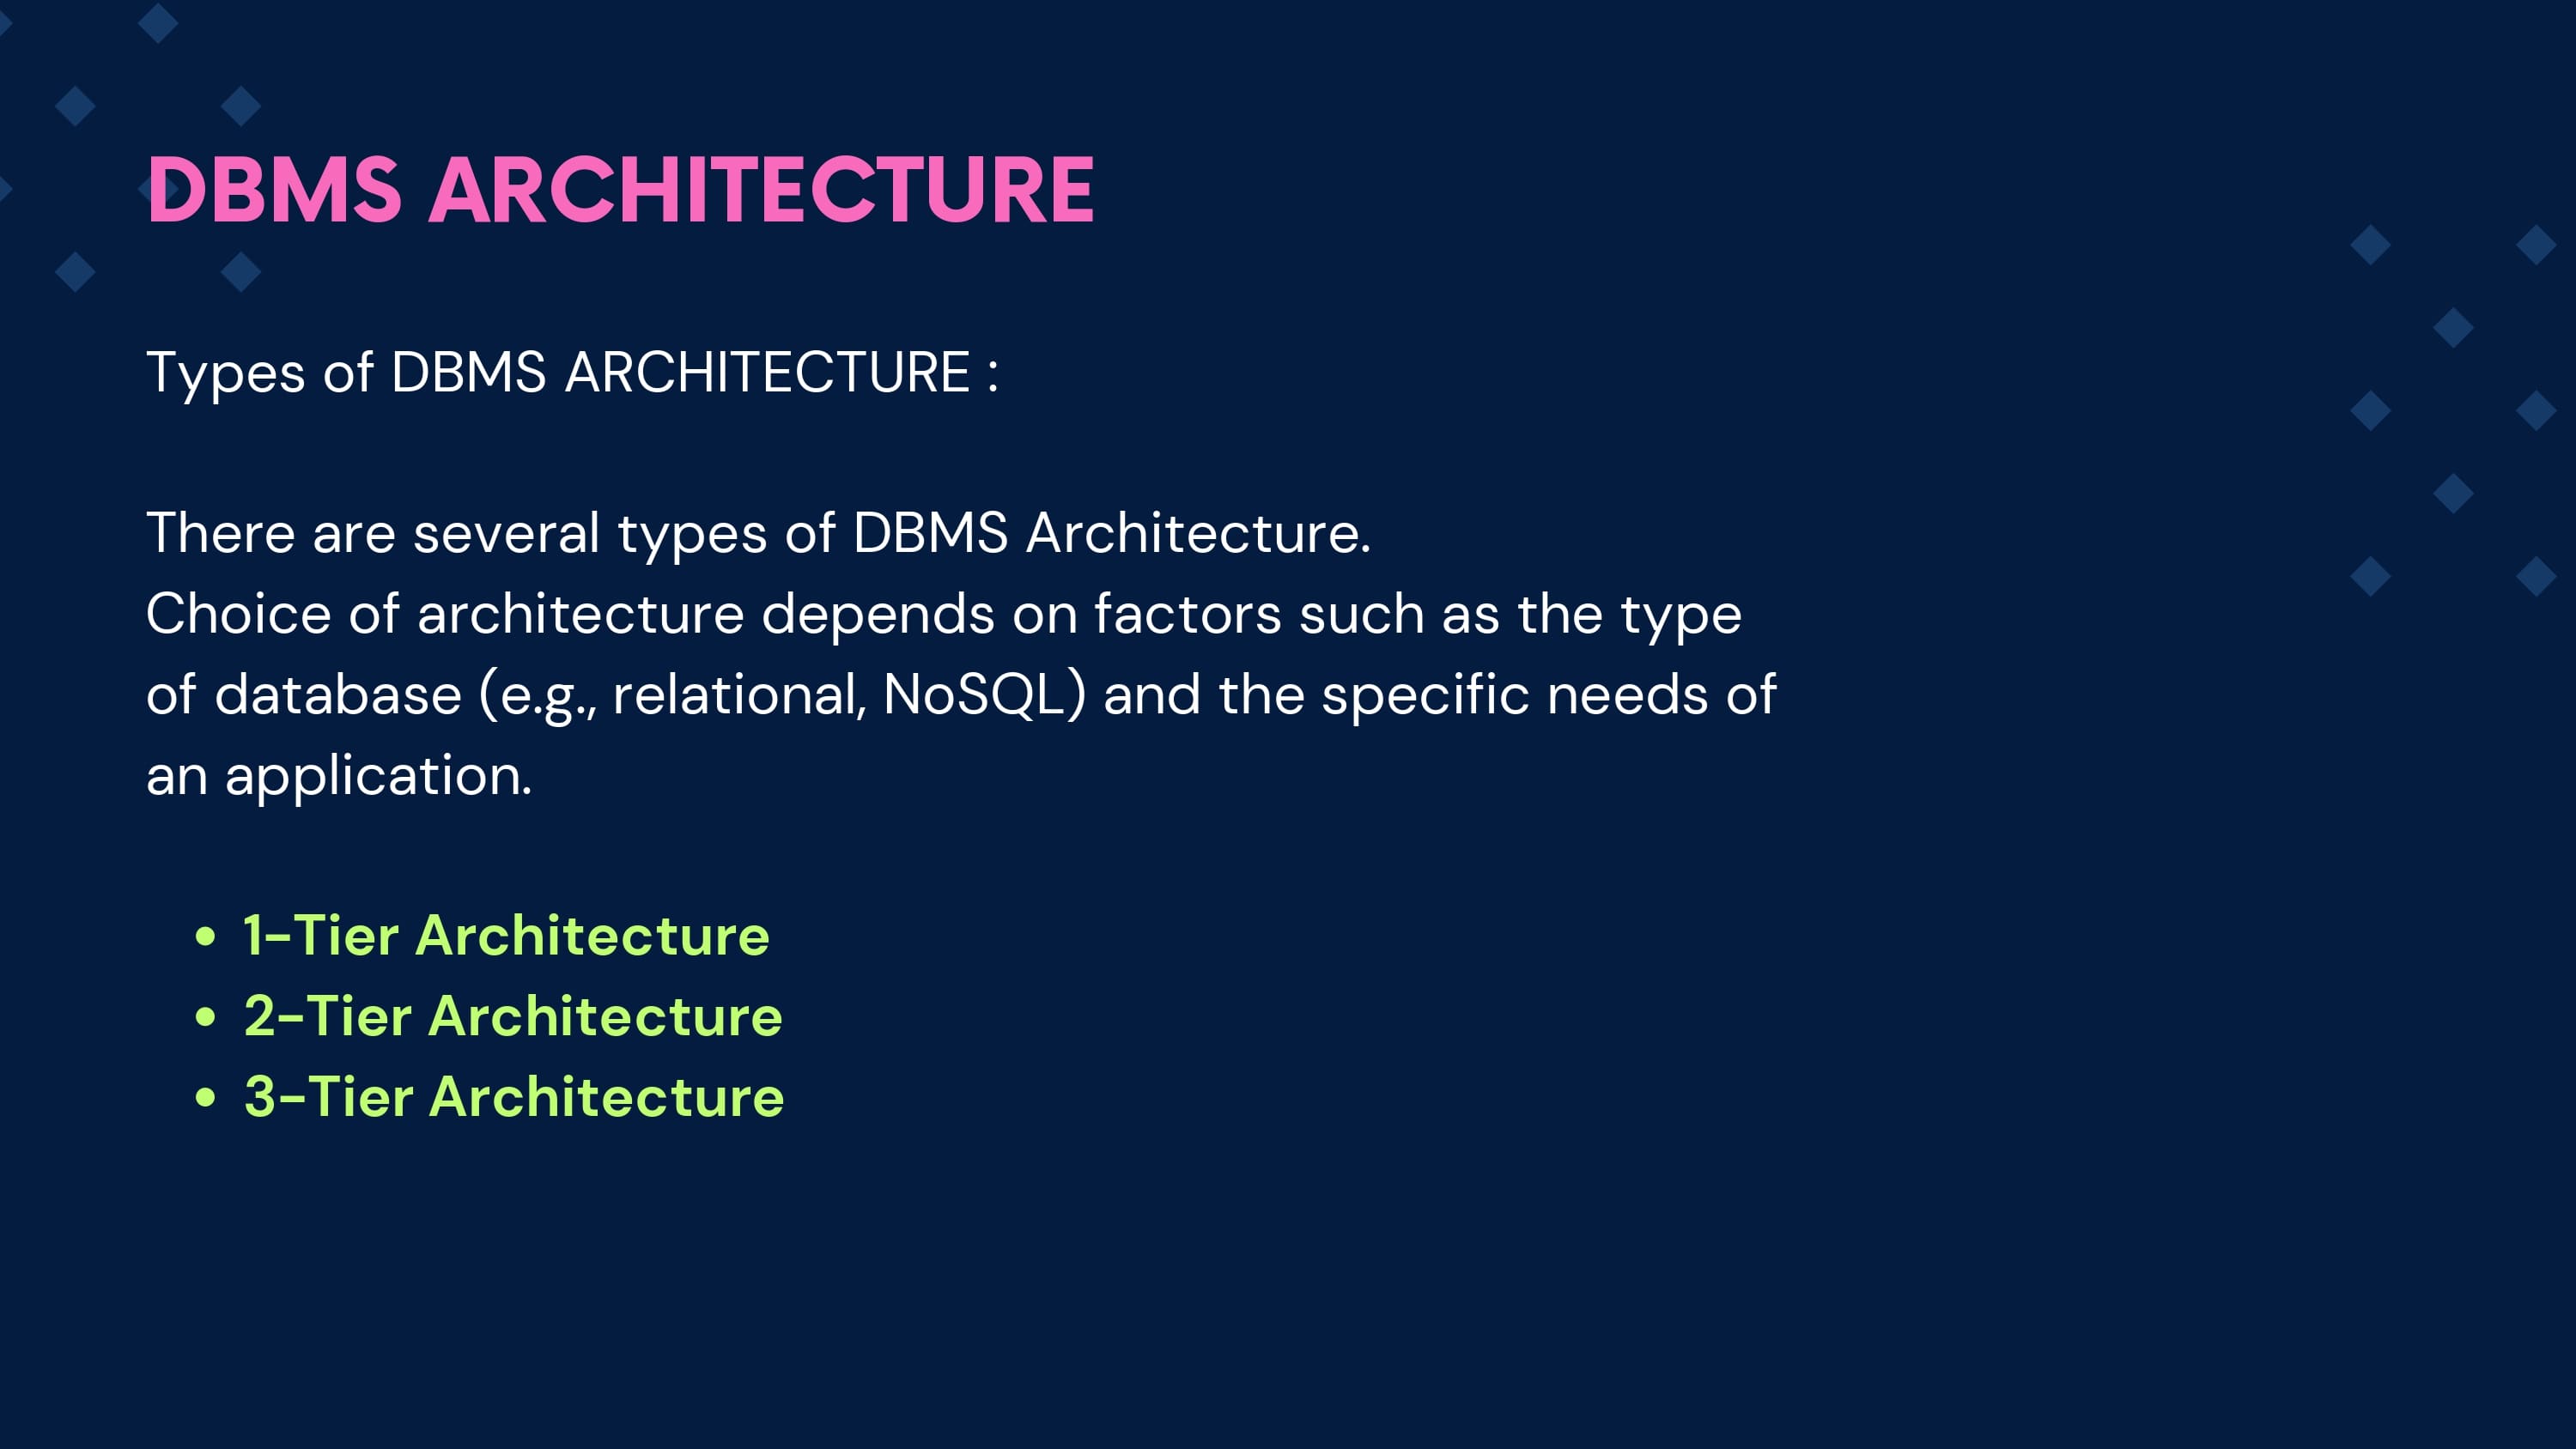 DBMS ARCHITECTURE
Types of DBMS ARCHITECTURE :
There are several types of DBMS Architecture.
Choice of architecture depends on factors such as the type
of database (e.g., relational, NoSQL) and the specific needs of
an application.
• 1-Tier Architecture
• 2-Tier Architecture
• 3-Tier Architecture